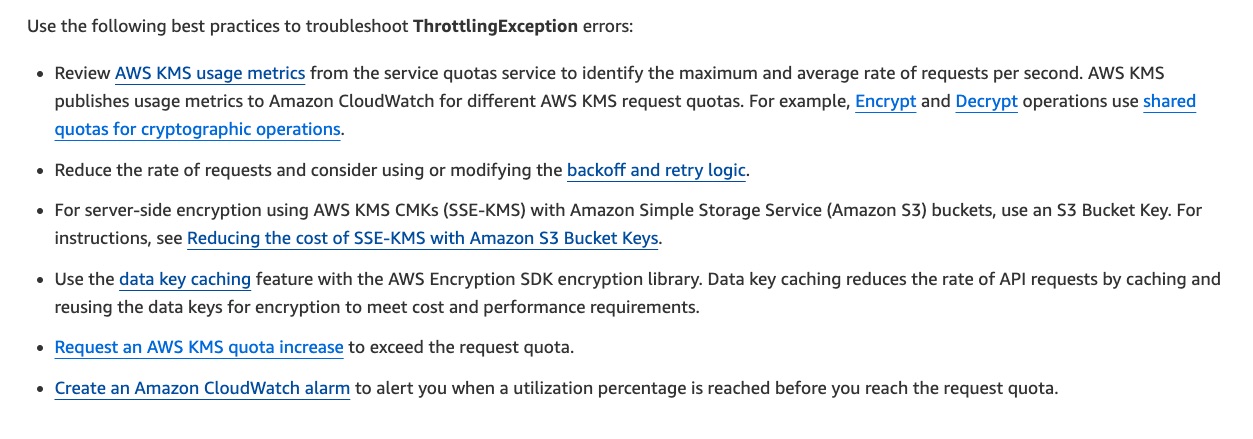 Use the following best practices to troubleshoot ThrottlingException errors:
• Review AWS KMS usage metrics from the service quotas service to identify the maximum and average rate of requests per second. AWS KMS
publishes usage metrics to Amazon CloudWatch for different AWS KMS request quotas. For example, Encrypt and Decrypt operations use shared
quotas for cryptographic operations.
• Reduce the rate of requests and consider using or modifying the backoff and retry logic.
• For server-side encryption using AWS KMS CMKs (SSE-KMS) with Amazon Simple Storage Service (Amazon S3) buckets, use an S3 Bucket Key. For
instructions, see Reducing the cost of SSE-KMS with Amazon S3 Bucket Keys.
• Use the data key caching feature with the AWS Encryption SDK encryption library. Data key caching reduces the rate of API requests by caching and
reusing the data keys for encryption to meet cost and performance requirements.
• Request an AWS KMS quota increase to exceed the request quota.
• Create an Amazon CloudWatch alarm to alert you when a utilization percentage is reached before you reach the request quota.